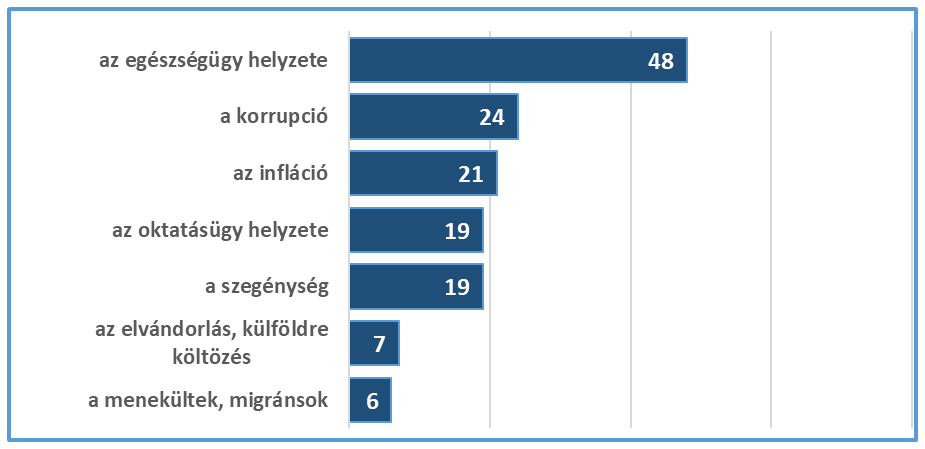 az egészségügy helyzete 48
a korrupció 24
az infláció 21
az oktatásügy helyzete 19
a szegénység 19
az elvándorlás, külföldre
költözés 7
a menekültek, migránsok 6